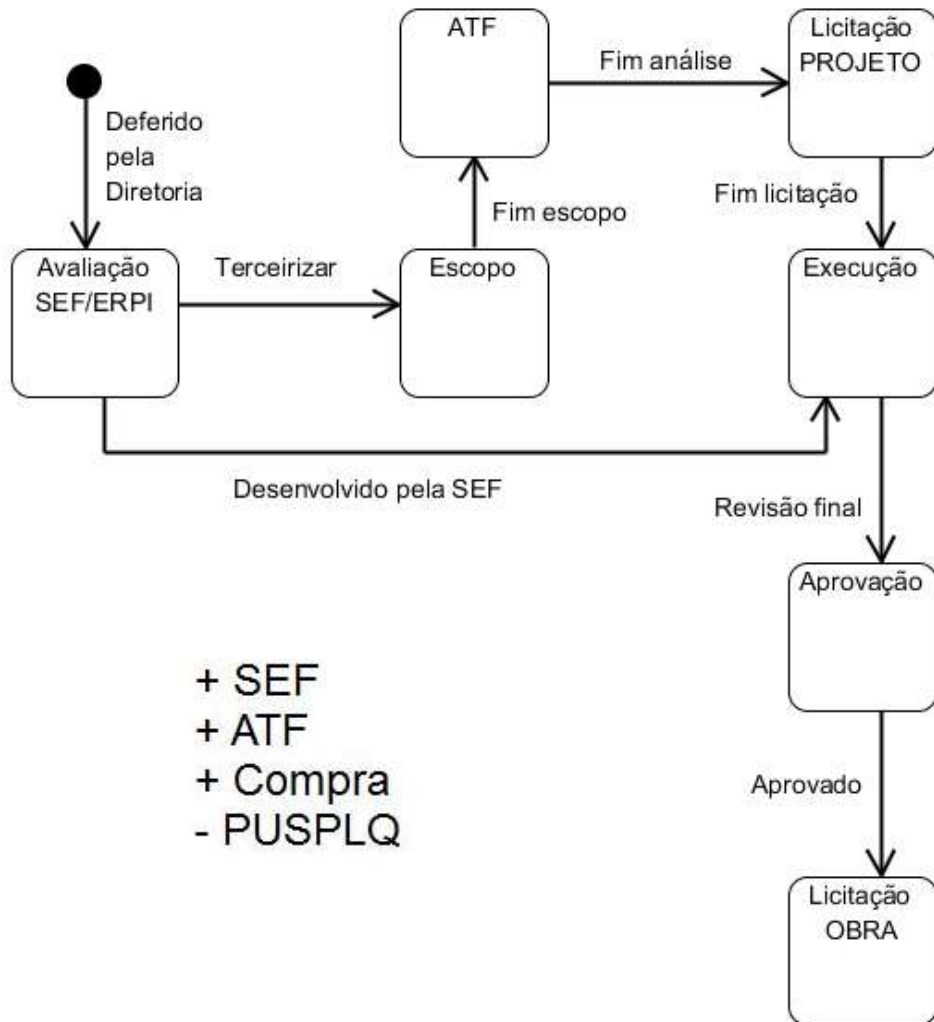 ATF
Licitação
PROJETO
Fim análise
Deferido
pela
Diretoria
Fim escopo
Fim licitação
Avaliação
SEF/ERPI
Terceirizar
Escopo
Execução
Desenvolvido pela SEF
Revisão final
Aprovação
+ SEF
+ ATF
+ Compra
- PUSPLQ
Aprovado
Licitação
OBRA